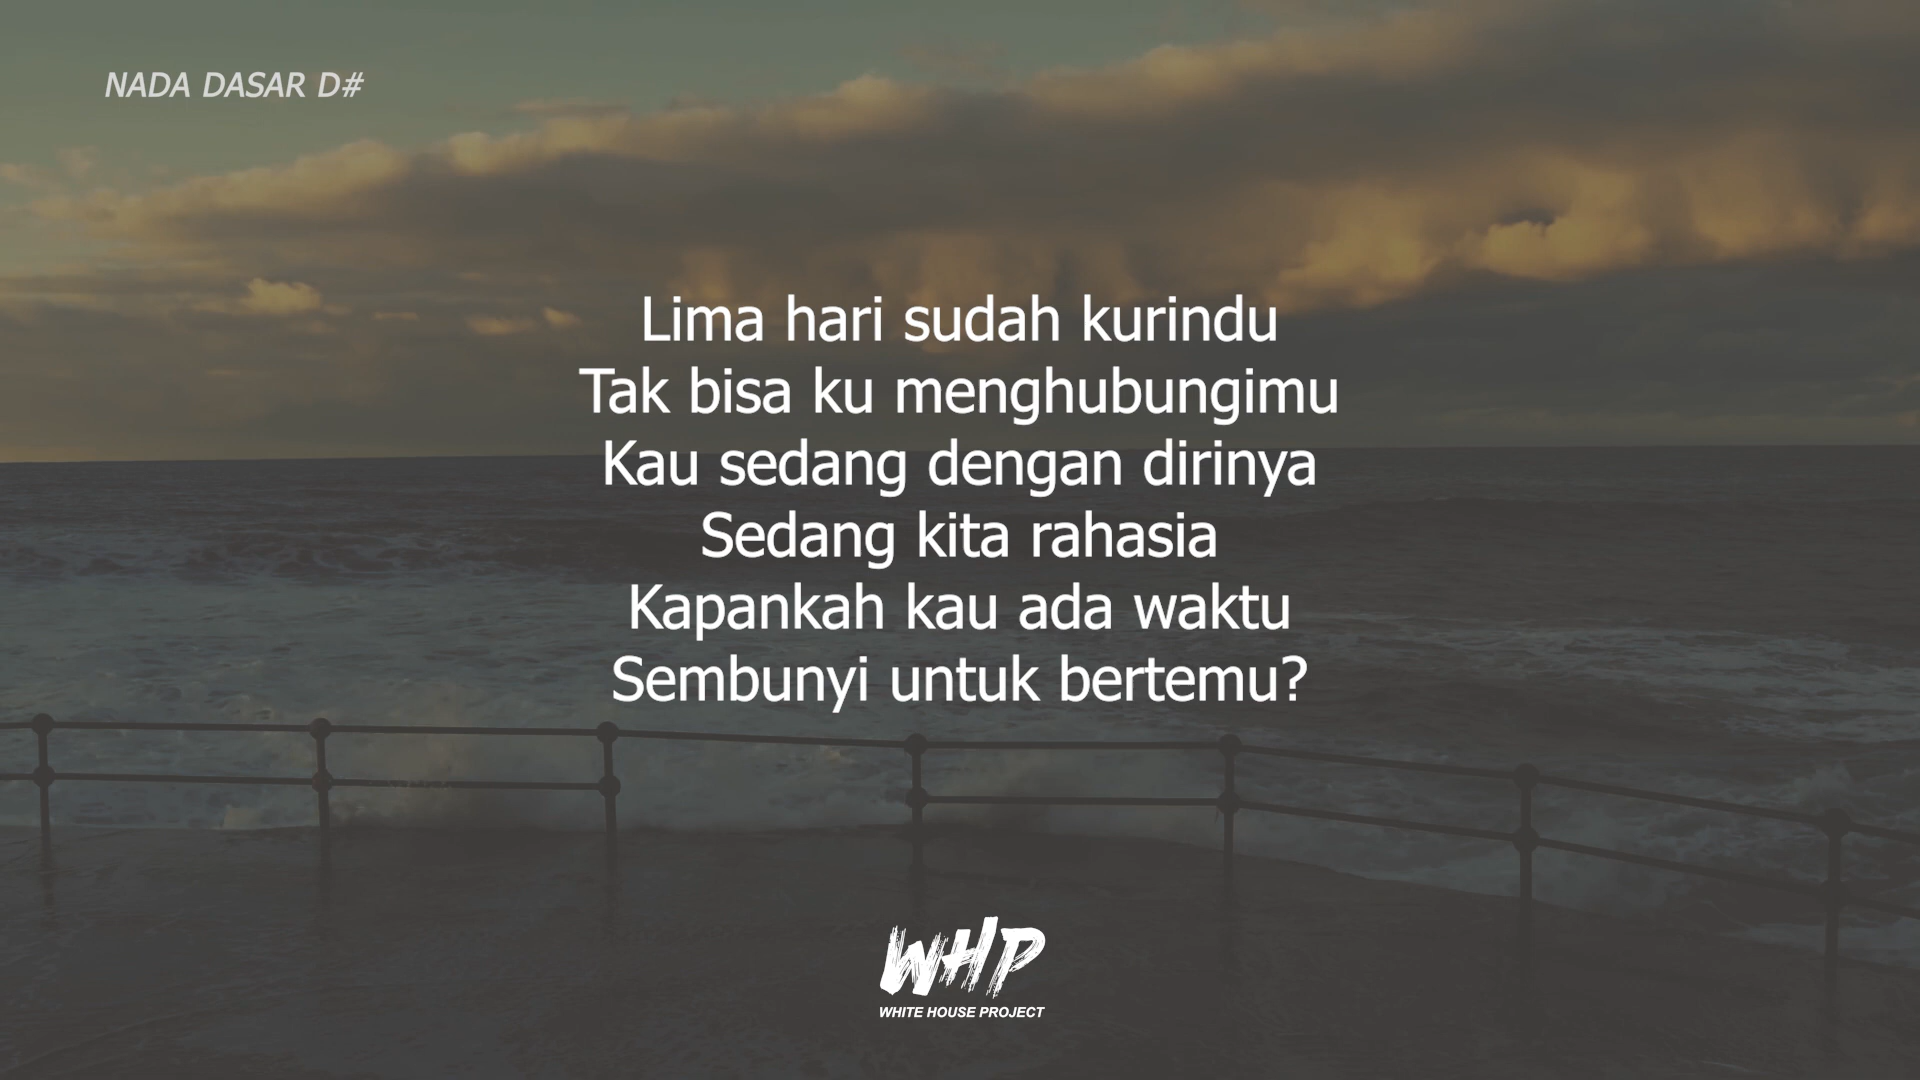 NADA DASAR D#
Lima hari sudah kurindu
Tak bisa ku menghubungimu
Kau sedang dengan dirinya
Sedang kita rahasia
Kapankah kau ada waktu
Sembunyi untuk bertemu?
WHP
WHITE HOUSE PROJECT